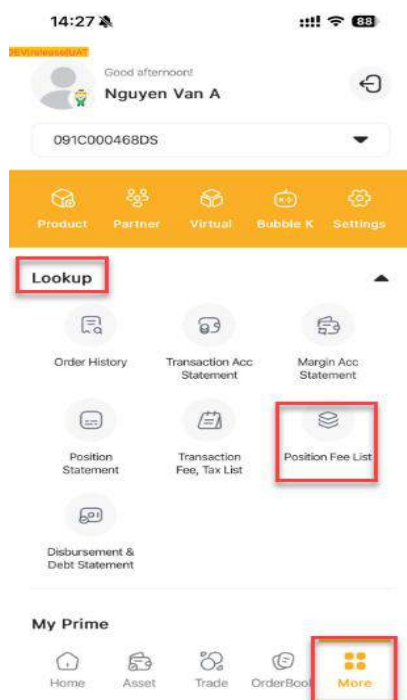 14:27
88
DEV|release|UAT
Good afternoon!
Nguyen Van A
091C000468DS
Product Partner Virtual Bubble K Settings
Lookup
Order History
Transaction Acc
Statement
Margin Acc
Statement
Position
Statement
Transaction
Fee, Tax List
Position Fee List
Disbursement &
Debt Statement
My Prime
Home Asset Trade OrderBook More